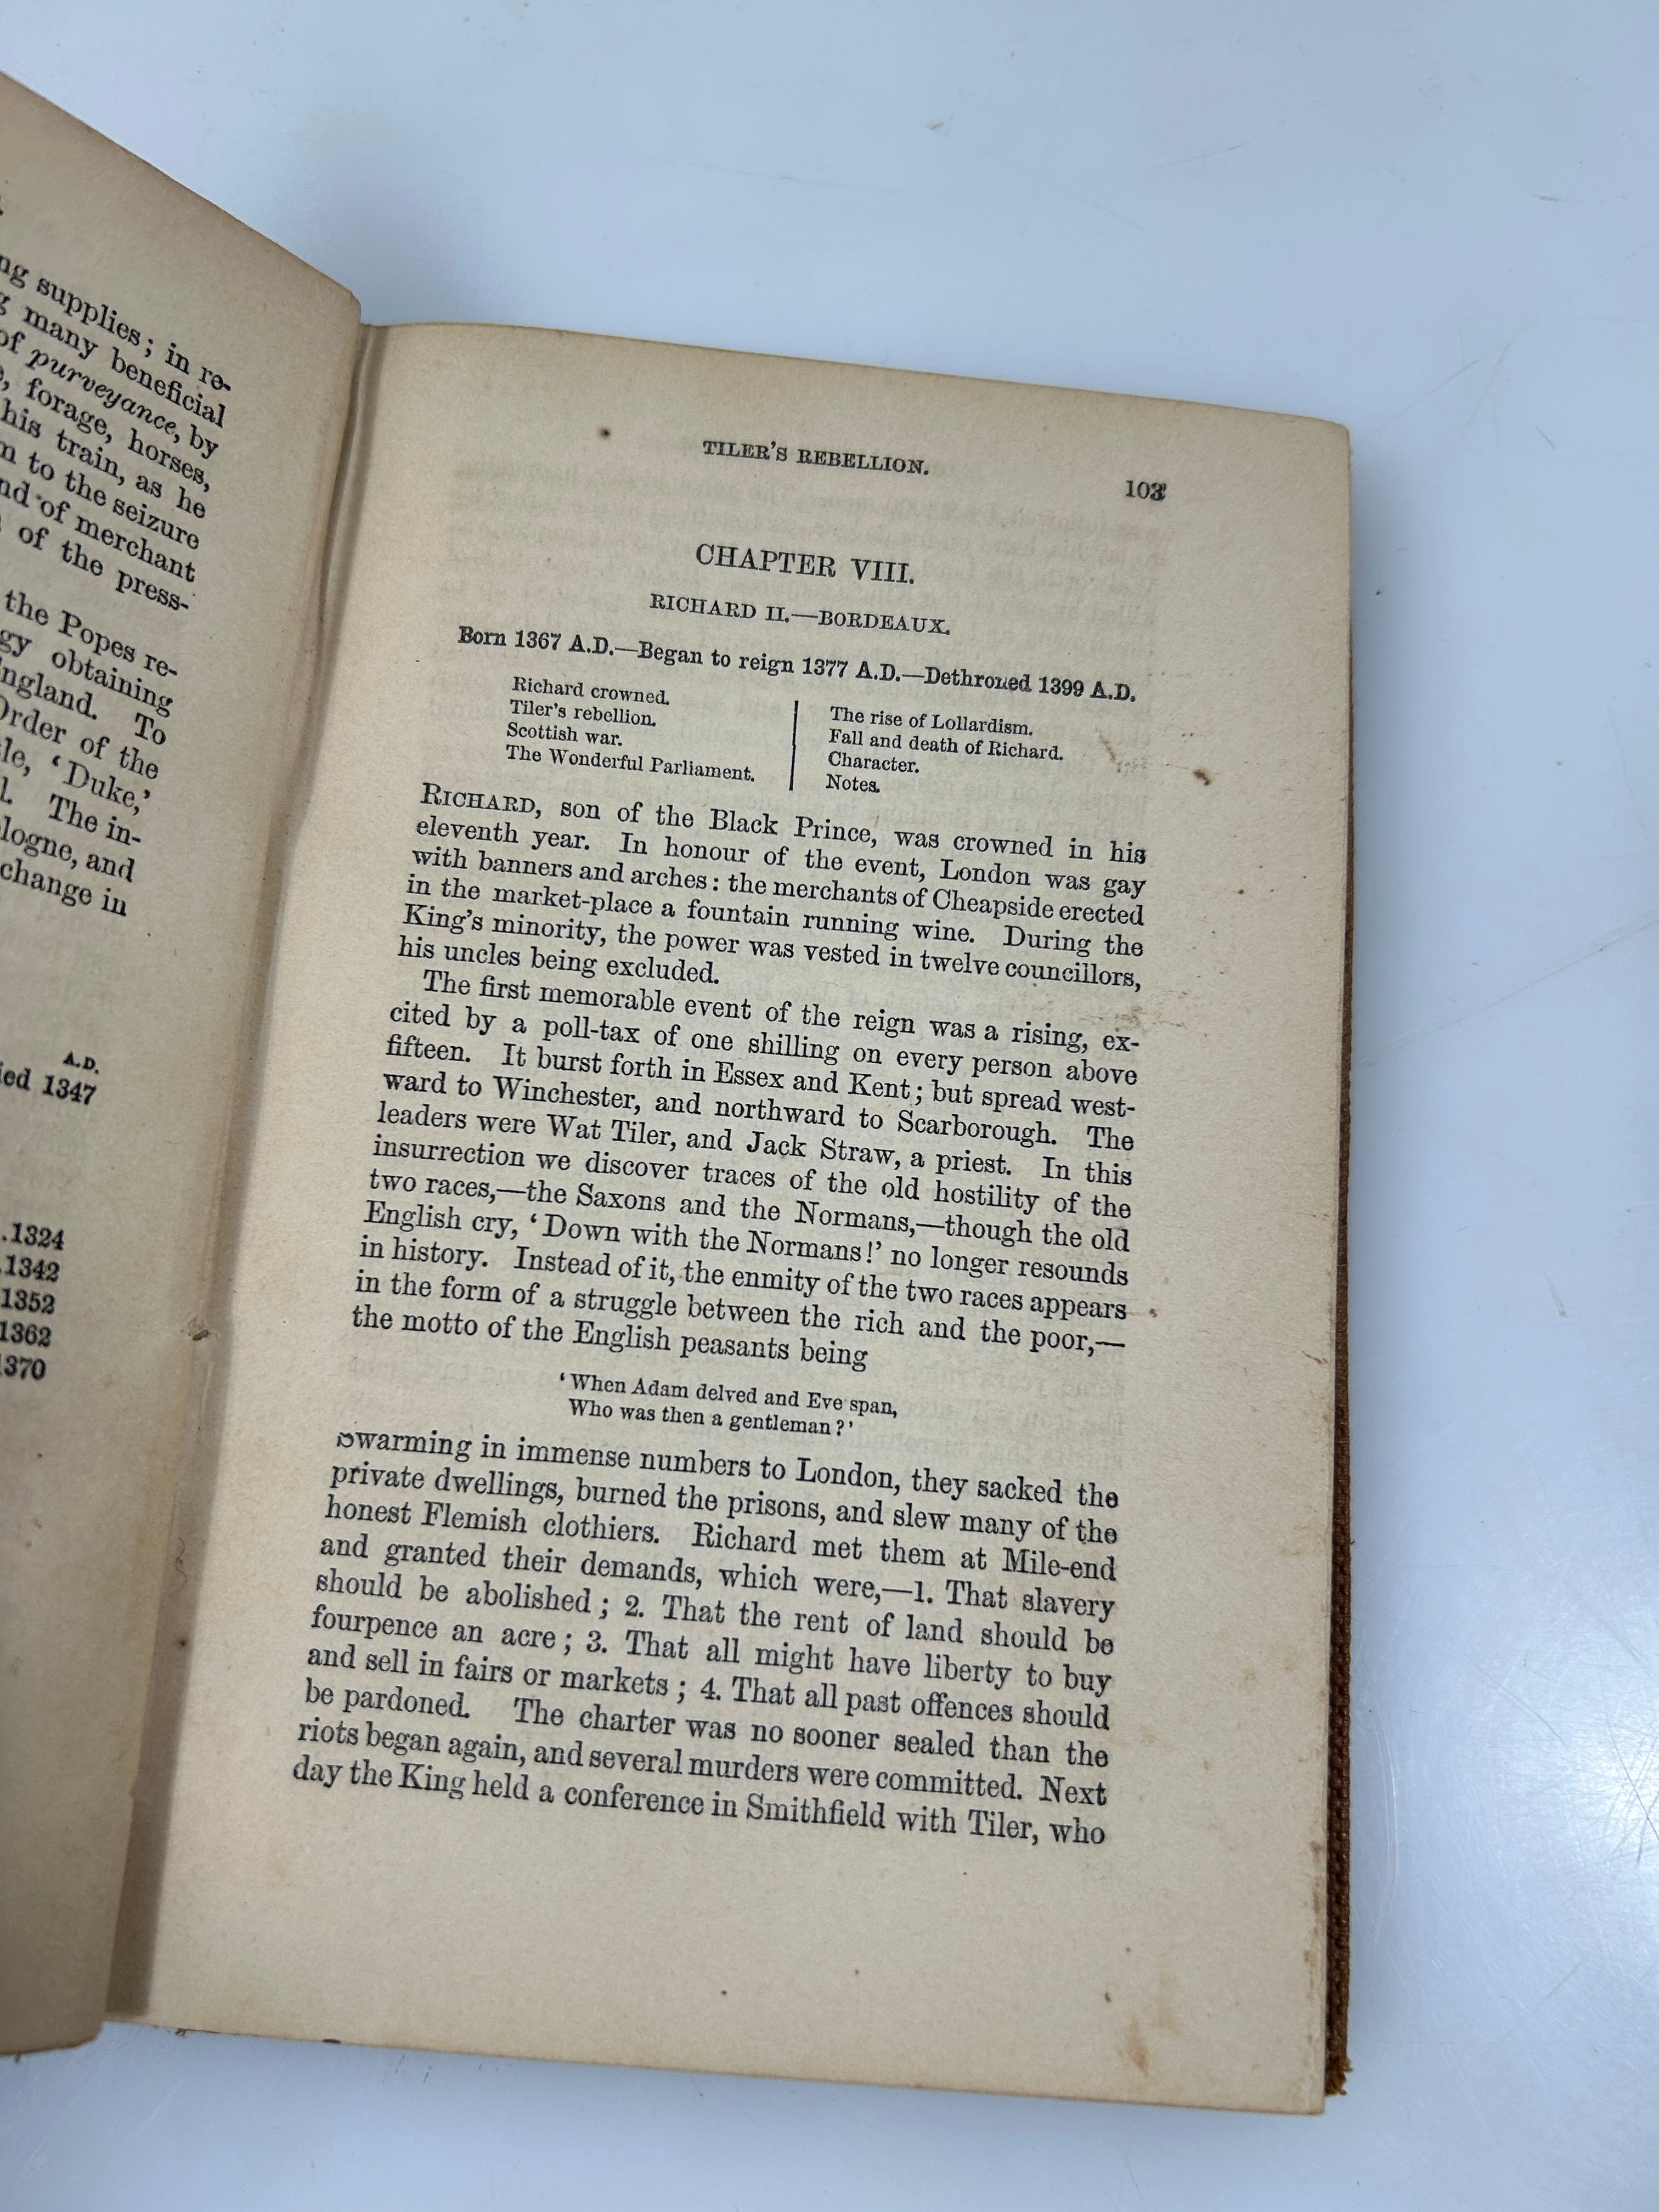 ng supplies; in re-
many beneficial
of purveyance, by
forage, horses,
his train, as he
to the seizure
of merchant
of the press-
the Popes re-
obtaining
England. To
Order of the
'Duke,'
The in-
and
change in
A.D.
1347
.1324
.1342
1352
1362
1370
TILER'S REBELLION.
103
CHAPTER VIII.
RICHARD II.—BORDEAUX.
Born 1367 A.D.—Began to reign 1377 A.D.—Dethroned 1399 A.D.
Richard crowned.
Tiler's rebellion.
Scottish war.
The Wonderful Parliament.
The rise of Lollardism.
Fall and death of Richard.
Character.
Notes.
RICHARD, son of the Black Prince, was crowned in his
eleventh year. In honour of the event, London was gay
with banners and arches: the merchants of Cheapside erected
in the market-place a fountain running wine. During the
King's minority, the power was vested in twelve councillors,
his uncles being excluded.
The first memorable event of the reign was a rising, ex-
cited by a poll-tax of one shilling on every person above
fifteen. It burst forth in Essex and Kent; but spread west-
ward to Winchester, and northward to Scarborough. The
leaders were Wat Tiler, and Jack Straw, a priest. In this
insurrection we discover traces of the old hostility of the
two races,—the Saxons and the Normans,—though the old
English cry, 'Down with the Normans!' no longer resounds
in history. Instead of it, the enmity of the two races appears
in the form of a struggle between the rich and the poor,—
the motto of the English peasants being
'When Adam delved and Eve span,
Who was then a gentleman?'
Swarming in immense numbers to London, they sacked the
private dwellings, burned the prisons, and slew many of the
honest Flemish clothiers. Richard met them at Mile-end
and granted their demands, which were,—1. That slavery
should be abolished; 2. That the rent of land should be
fourpence an acre; 3. That all might have liberty to buy
and sell in fairs or markets; 4. That all past offences should
be pardoned. The charter was no sooner sealed than the
riots began again, and several murders were committed. Next
day the King held a conference in Smithfield with Tiler, who